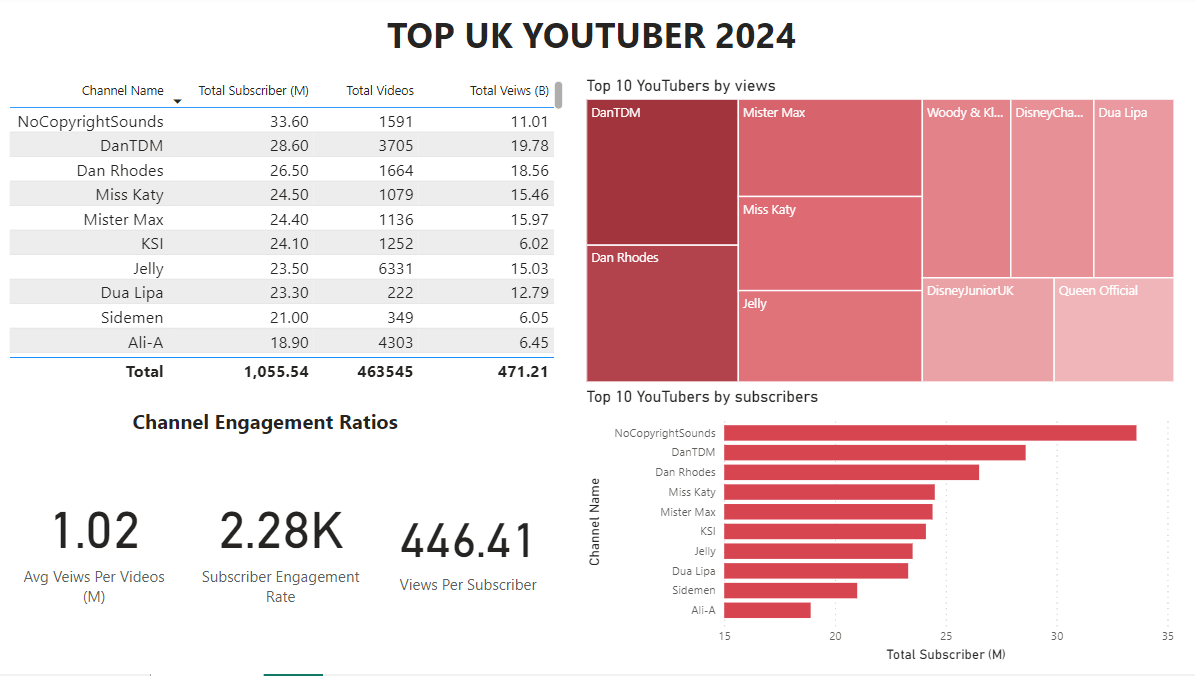 TOP UK YOUTUBER 2024
Channel Name Total Subscriber (M) Total Videos Total Veiws (B)
NoCopyrightSounds 33.60 1591 11.01
DanTDM 28.60 3705 19.78
Dan Rhodes 26.50 1664 18.56
Miss Katy 24.50 1079 15.46
Mister Max 24.40 1136 15.97
KSI 24.10 1252 6.02
Jelly 23.50 6331 15.03
Dua Lipa 23.30 222 12.79
Sidemen 21.00 349 6.05
Ali-A 18.90 4303 6.45
Total 1,055.54 463545 471.21
Channel Engagement Ratios
1.02
Avg Veiws Per Videos
(M)
2.28K
Subscriber Engagement
Rate
446.41
Views Per Subscriber
Top 10 YouTubers by views
DanTDM
Dan Rhodes
Mister Max
Miss Katy
Jelly
Woody & Kl...
DisneyCha...
Dua Lipa
DisneyJuniorUK
Queen Official
Top 10 YouTubers by subscribers
Channel Name
NoCopyrightSounds
DanTDM
Dan Rhodes
Miss Katy
Mister Max
KSI
Jelly
Dua Lipa
Sidemen
Ali-A
15 20 25 30 35
Total Subscriber (M)